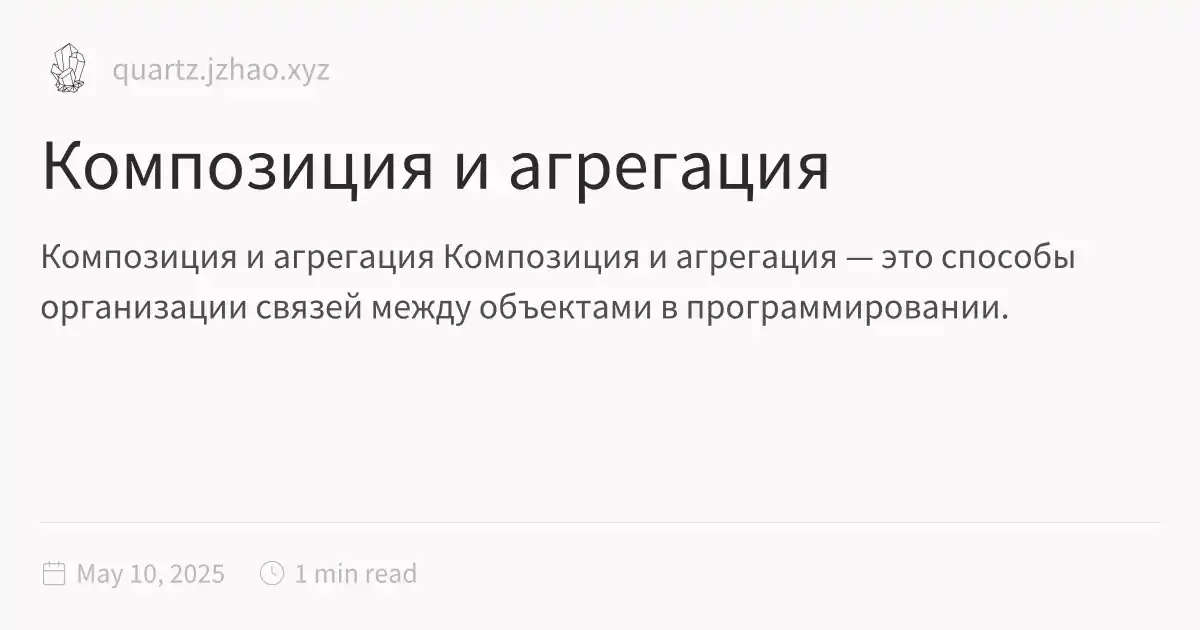 quartz.jzhao.xyz
Композиция и агрегация
Композиция и агрегация Композиция и агрегация — это способы
организации связей между объектами в программировании.
May 10, 2025 1 min read